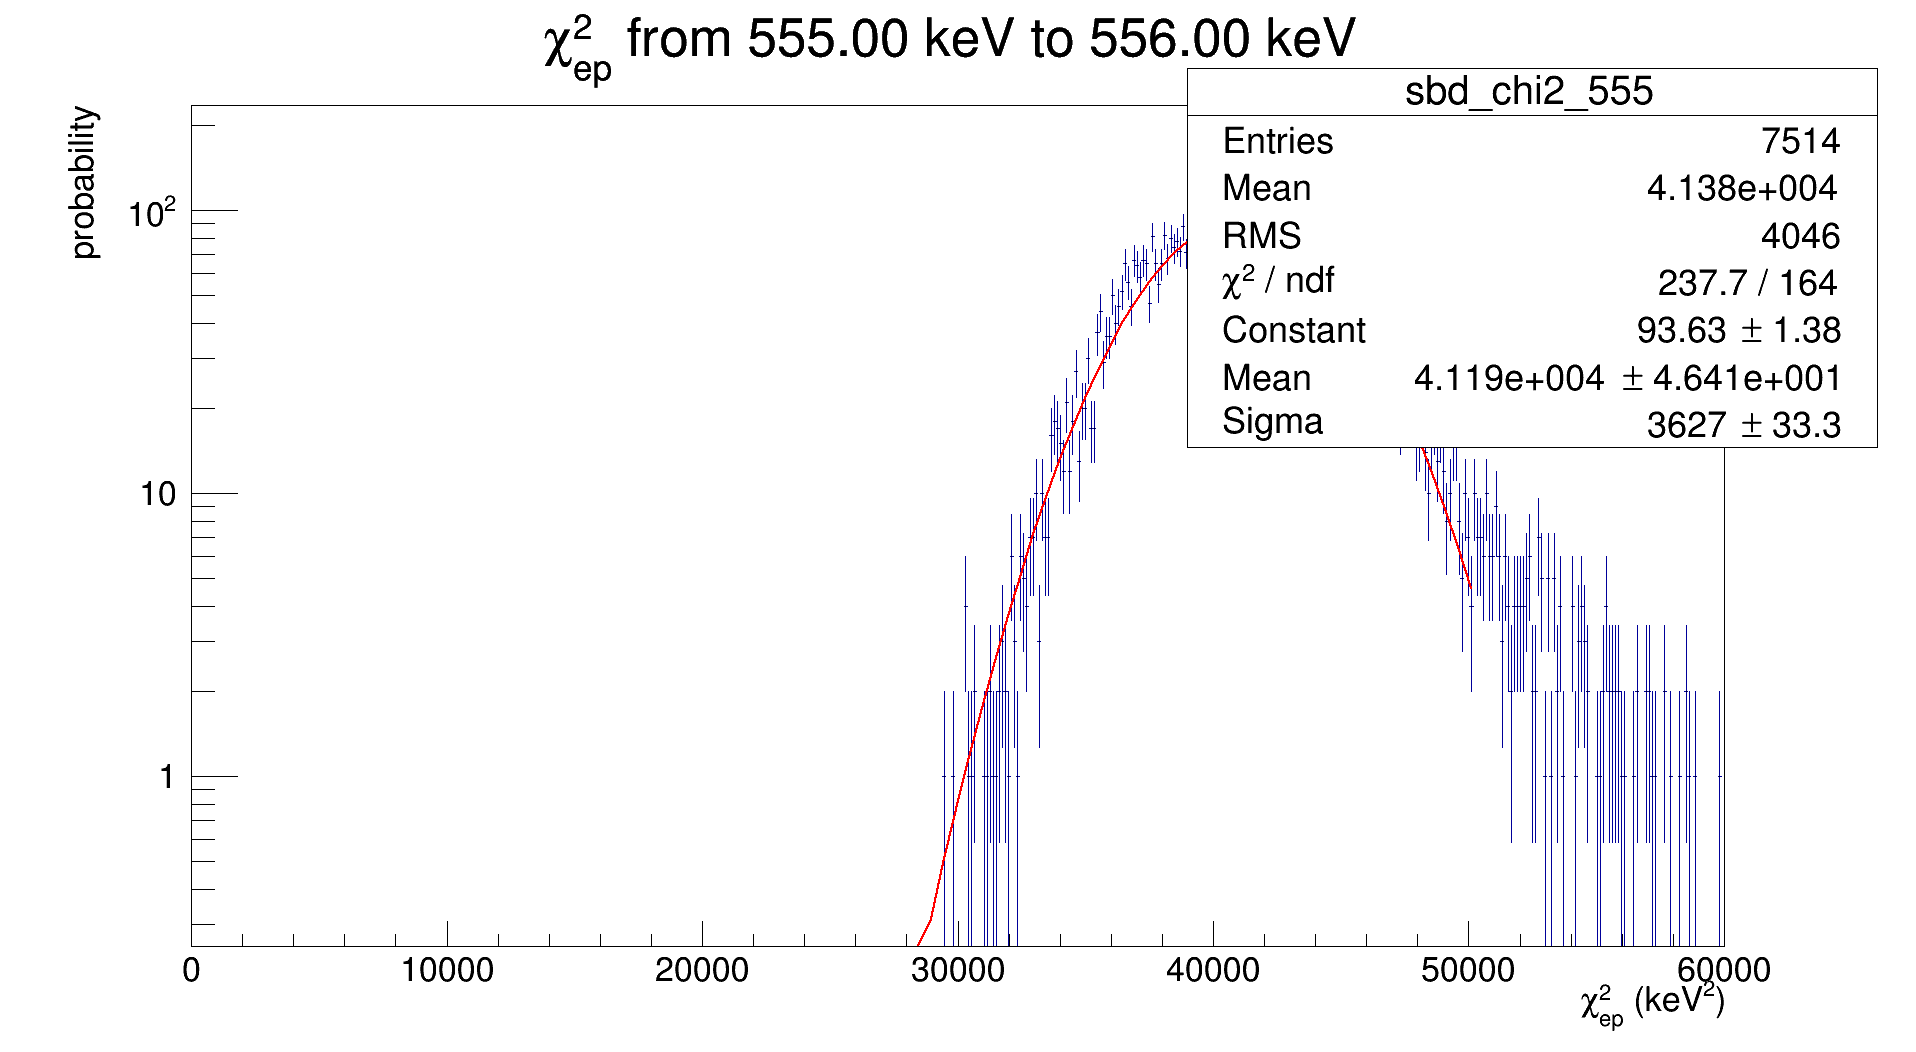 χ²ep from 555.00 keV to 556.00 keV
probability
sbd_chi2_555
Entries 7514
Mean 4.138e+004
RMS 4046
χ² / ndf 237.7 / 164
Constant 93.63 ± 1.38
Mean 4.119e+004 ± 4.641e+001
Sigma 3627 ± 33.3
10²
10
1
0 10000 20000 30000 40000 50000 60000
χ²ep (keV²)